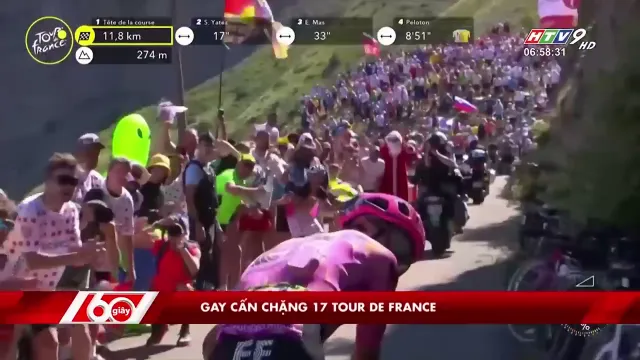 Tour de France
1 Tête de la course
2 S. Yates
3 E. Mas
4 Peloton
11,8 km
17"
33"
8'51"
274 m
HTV9 HD
06:58:31
EF
60 giây
GAY CẤN CHẶNG 17 TOUR DE FRANCE
%